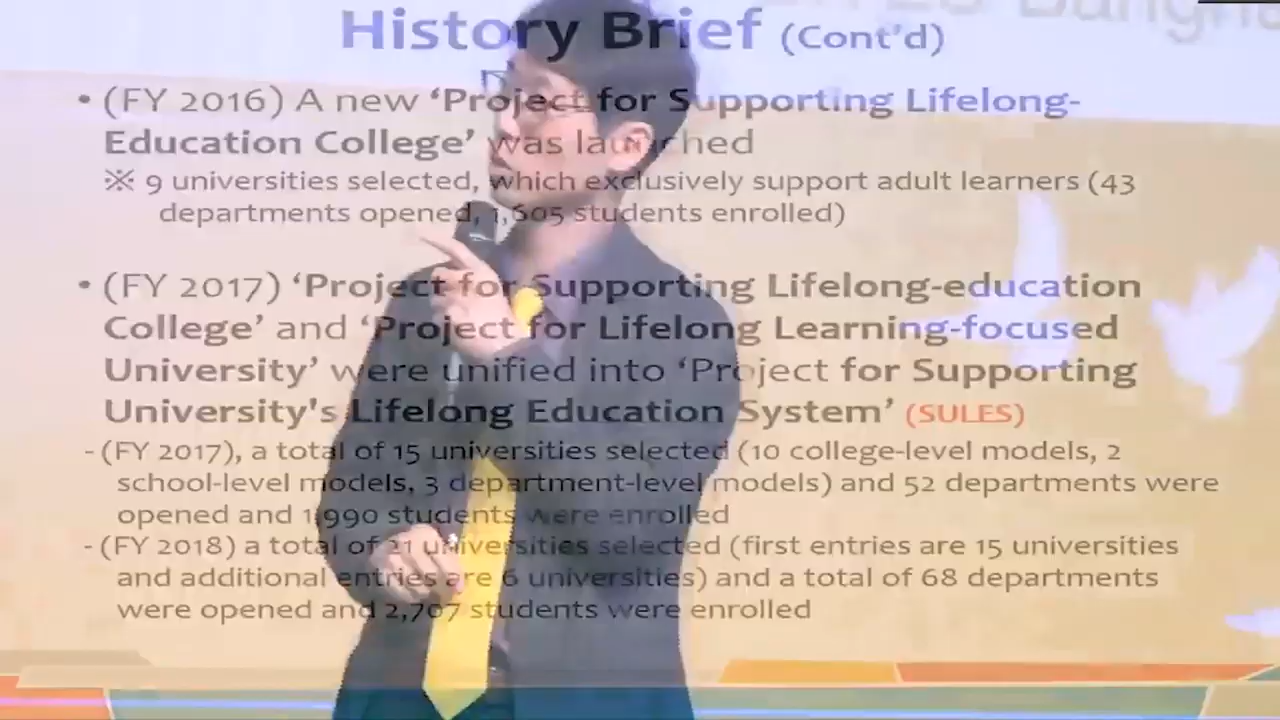 History Brief (Cont'd)
• (FY 2016) A new ‘Project for Supporting Lifelong-
Education College’ was launched
※ 9 universities selected, which exclusively support adult learners (43
departments opened, 1,605 students enrolled)
• (FY 2017) ‘Project for Supporting Lifelong-education
College’ and ‘Project for Lifelong Learning-focused
University’ were unified into ‘Project for Supporting
University's Lifelong Education System’ (SULES)
- (FY 2017), a total of 15 universities selected (10 college-level models, 2
school-level models, 3 department-level models) and 52 departments were
opened and 1,990 students were enrolled
- (FY 2018) a total of 21 universities selected (first entries are 15 universities
and additional entries are 6 universities) and a total of 68 departments
were opened and 2,707 students were enrolled